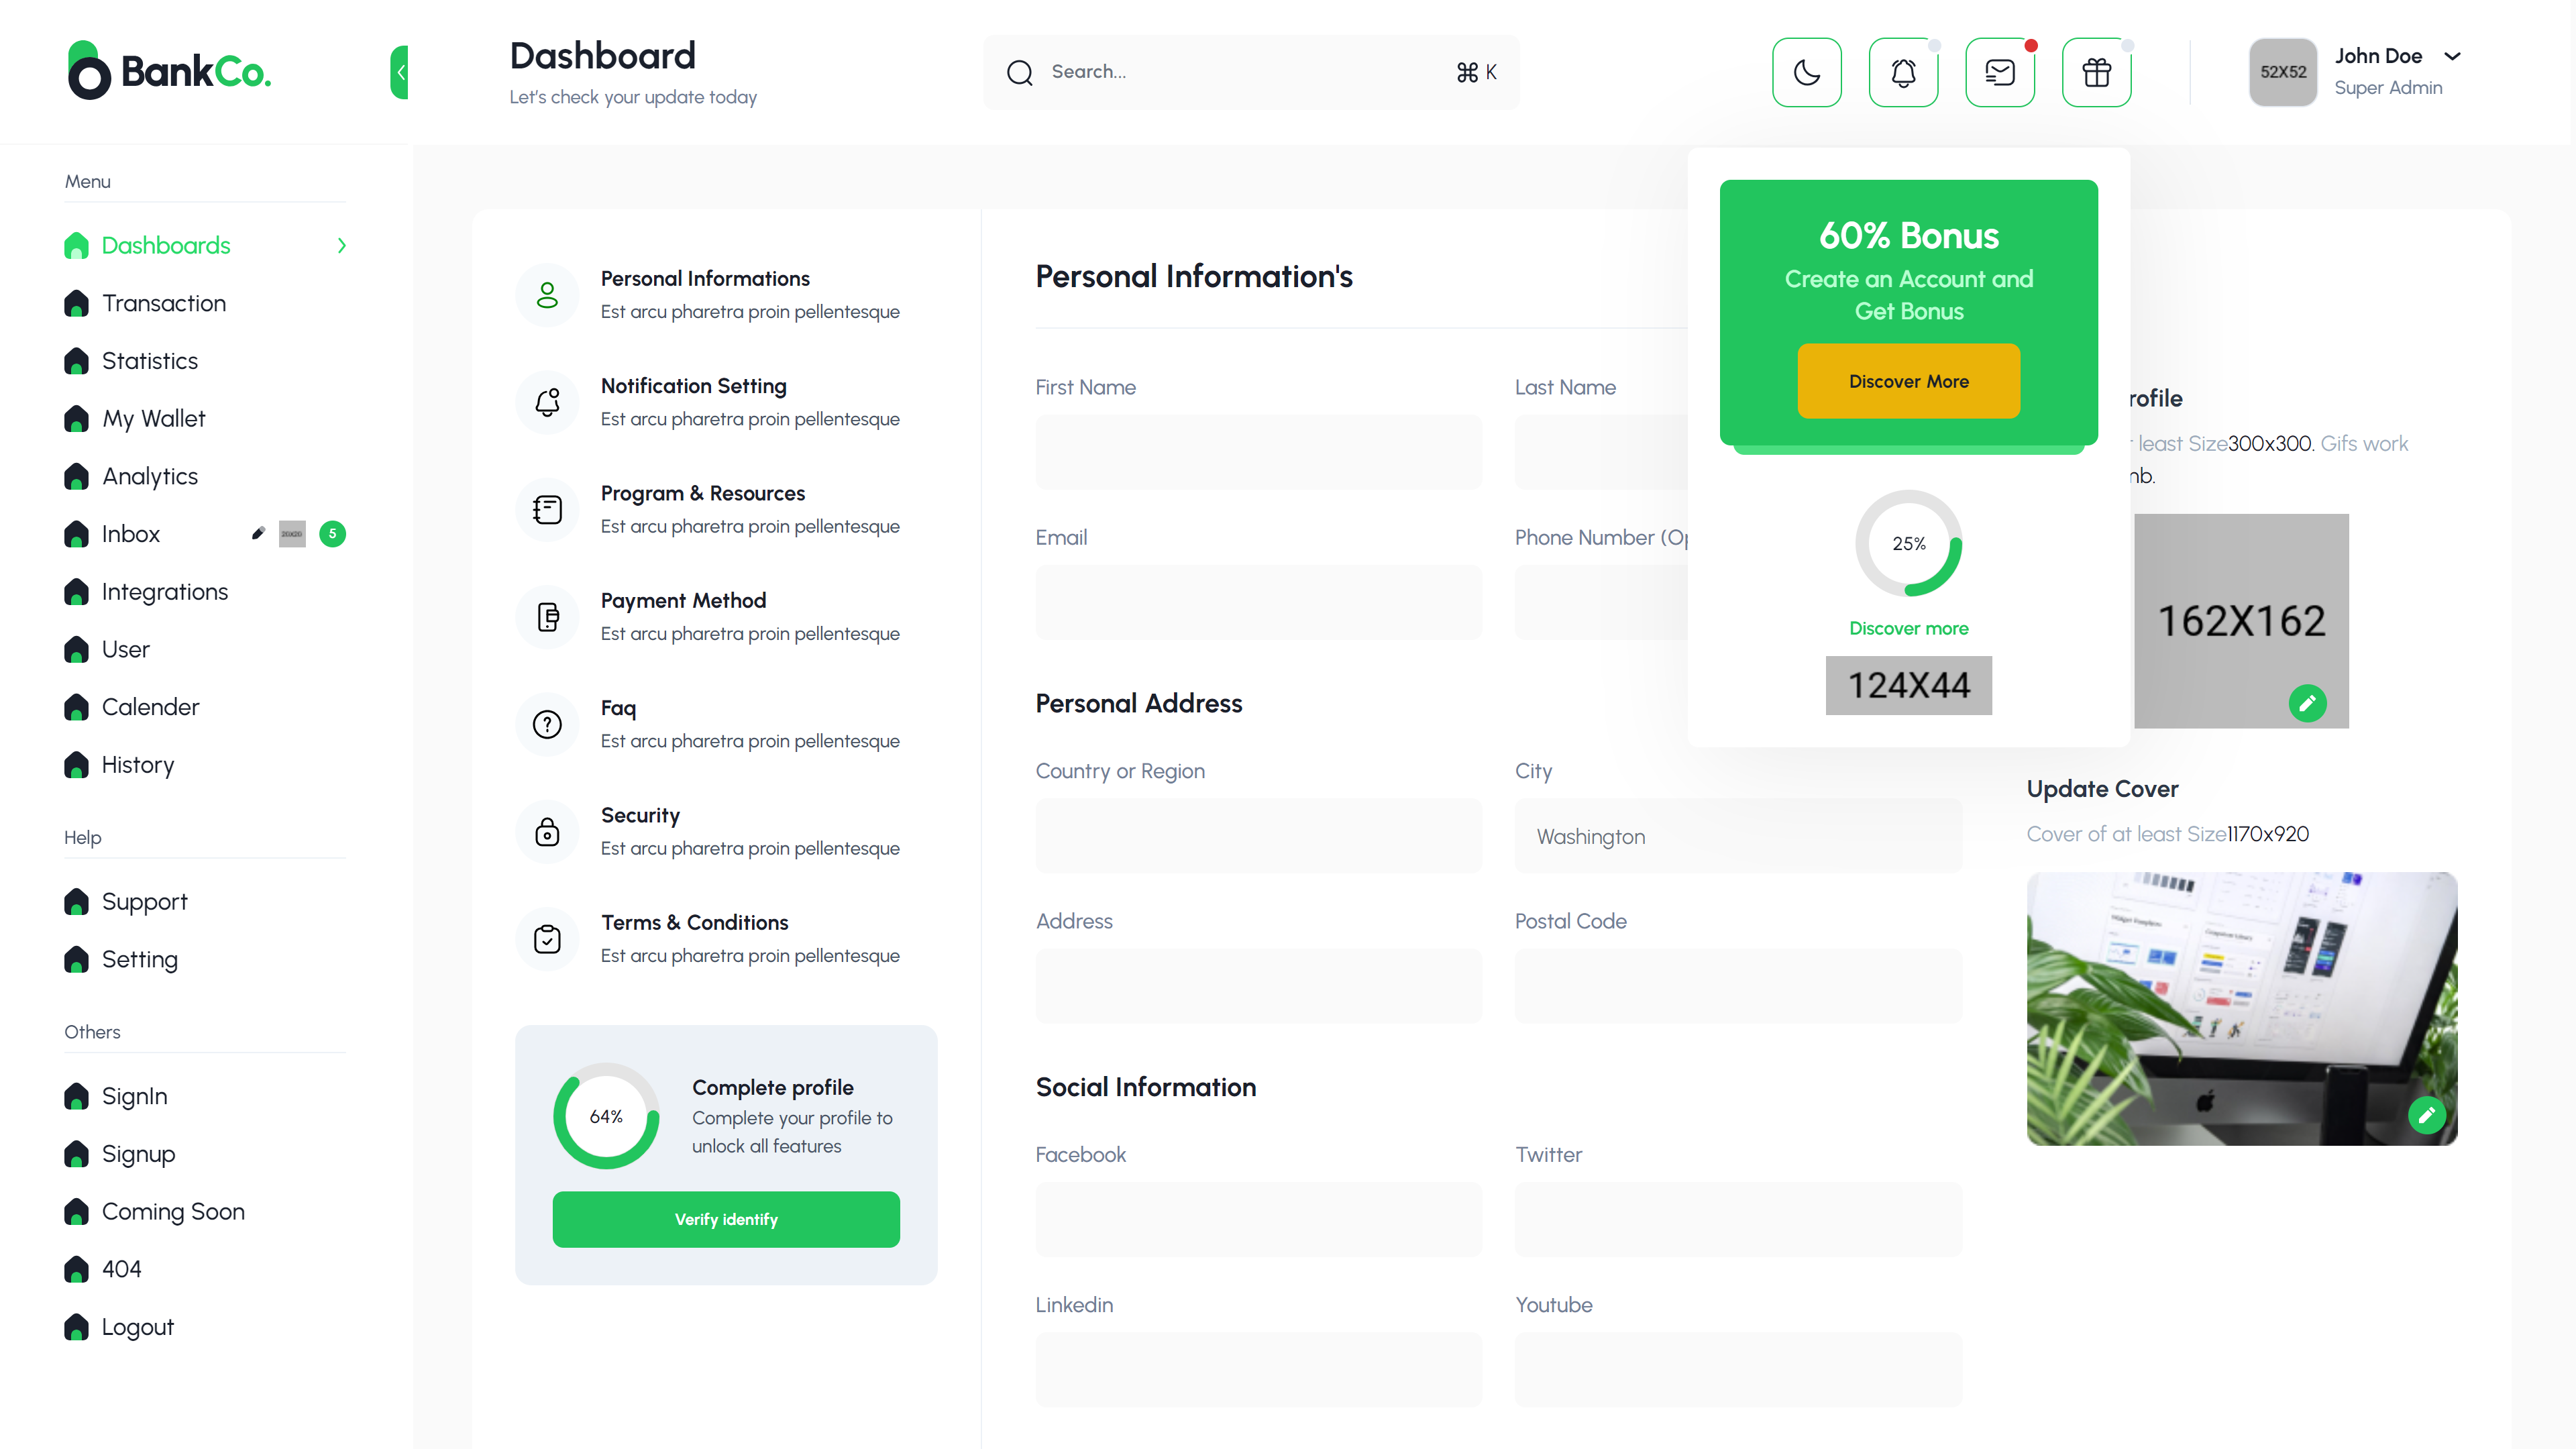 BankCo.
Dashboard
Let's check your update today
Search...
⌘ K
52X52
John Doe
Super Admin
Menu
Dashboards
Transaction
Statistics
My Wallet
Analytics
Inbox
20X20
5
Integrations
User
Calender
History
Help
Support
Setting
Others
SignIn
Signup
Coming Soon
404
Logout
Personal Informations
Est arcu pharetra proin pellentesque
Notification Setting
Est arcu pharetra proin pellentesque
Program & Resources
Est arcu pharetra proin pellentesque
Payment Method
Est arcu pharetra proin pellentesque
Faq
Est arcu pharetra proin pellentesque
Security
Est arcu pharetra proin pellentesque
Terms & Conditions
Est arcu pharetra proin pellentesque
64%
Complete profile
Complete your profile to
unlock all features
Verify identify
Personal Information's
First Name
Last Name
Email
Phone Number (Op
Personal Address
Country or Region
City
Washington
Address
Postal Code
Social Information
Facebook
Twitter
Linkedin
Youtube
60% Bonus
Create an Account and
Get Bonus
Discover More
25%
Discover more
124X44
rofile
least Size300x300. Gifs work
mb.
162X162
Update Cover
Cover of at least Size1170x920